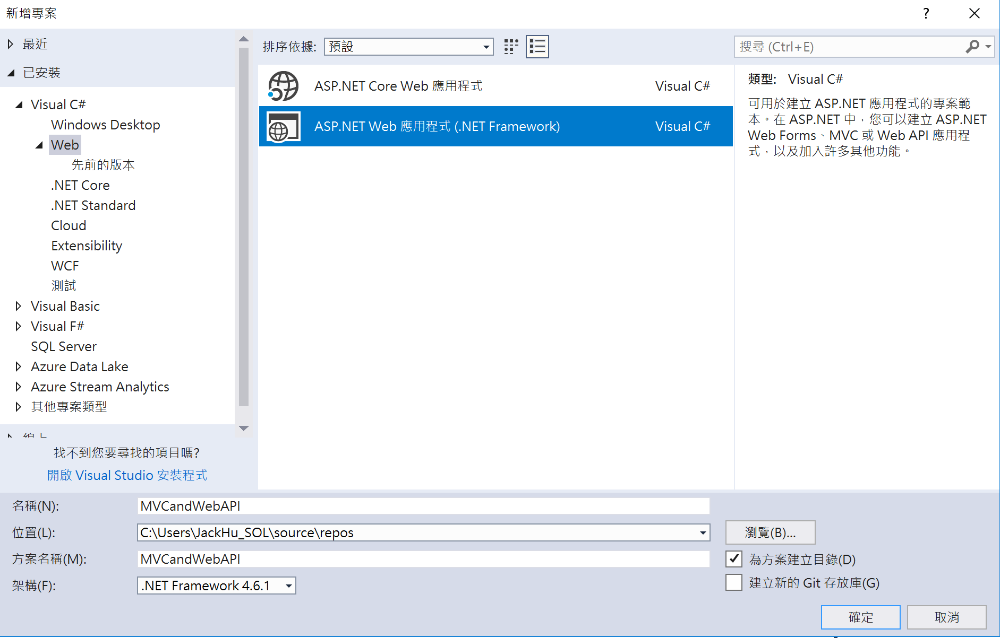 新增專案
?
最近
已安裝
Visual C#
Windows Desktop
Web
先前的版本
.NET Core
.NET Standard
Cloud
Extensibility
WCF
測試
Visual Basic
Visual F#
SQL Server
Azure Data Lake
Azure Stream Analytics
其他專案類型
線上
找不到您要尋找的項目嗎?
開啟 Visual Studio 安裝程式
排序依據:
預設
ASP.NET Core Web 應用程式
Visual C#
ASP.NET Web 應用程式 (.NET Framework)
Visual C#
搜尋 (Ctrl+E)
類型: Visual C#
可用於建立 ASP.NET 應用程式的專案範
本。在 ASP.NET 中，您可以建立 ASP.NET
Web Forms、MVC 或 Web API 應用程
式，以及加入許多其他功能。
名稱(N):
MVCandWebAPI
位置(L):
C:\Users\JackHu_SOL\source\repos
瀏覽(B)...
方案名稱(M):
MVCandWebAPI
為方案建立目錄(D)
架構(F):
.NET Framework 4.6.1
建立新的 Git 存放庫(G)
確定
取消